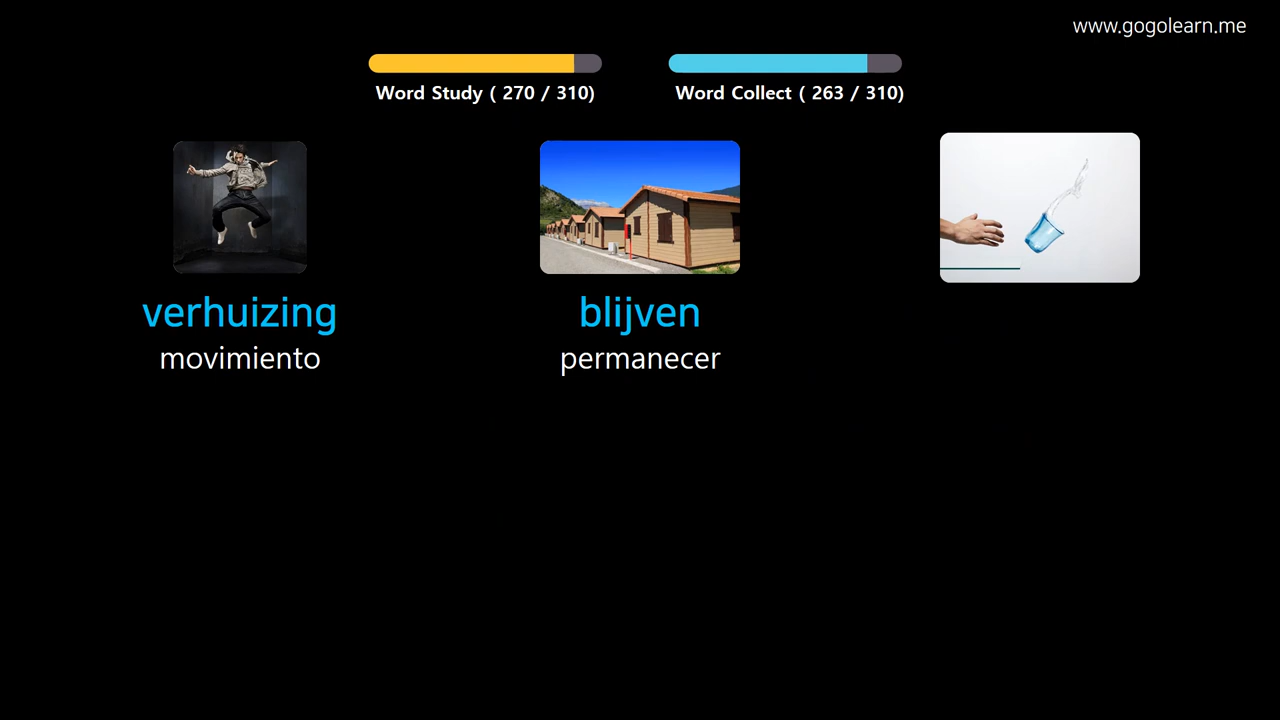 www.gogolearn.me
Word Study ( 270 / 310)
Word Collect ( 263 / 310)
verhuizing
movimiento
blijven
permanecer